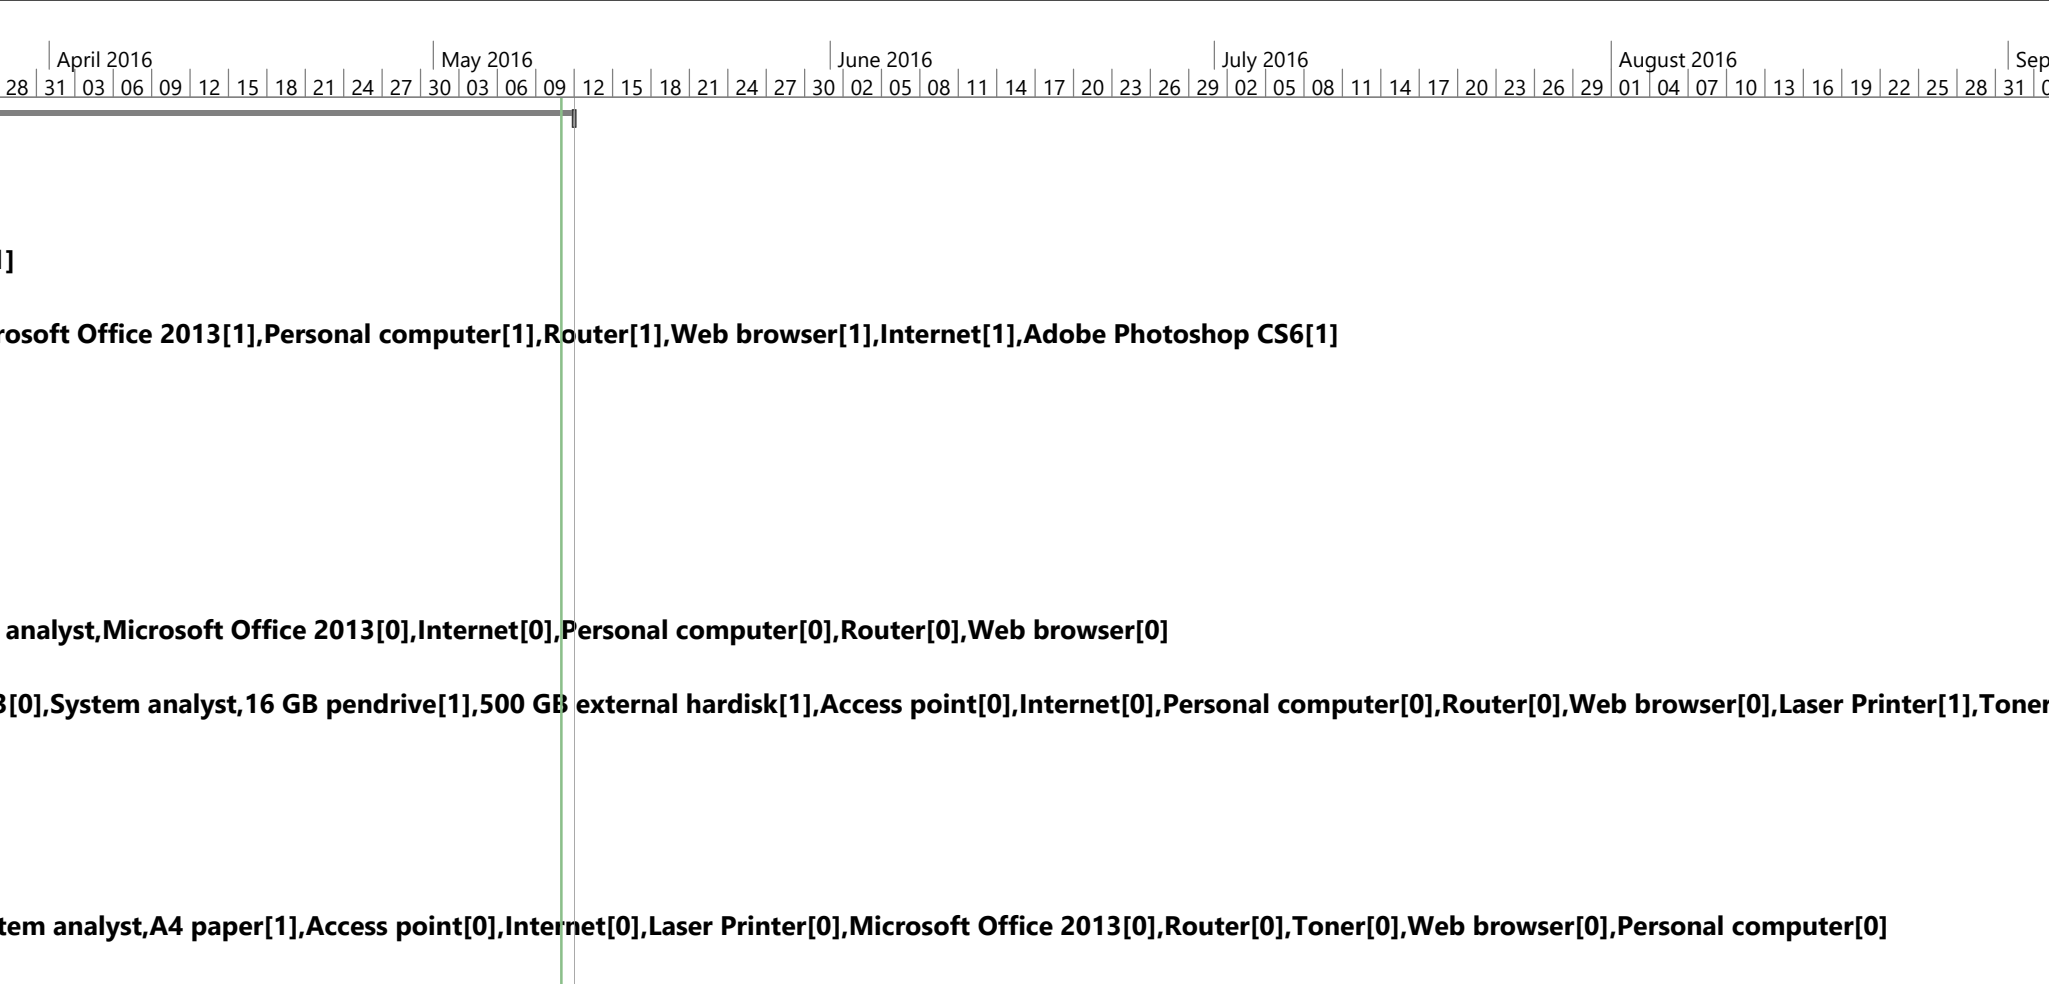 April 2016 May 2016 June 2016 July 2016 August 2016 Sep
28 31 03 06 09 12 15 18 21 24 27 30 03 06 09 12 15 18 21 24 27 30 02 05 08 11 14 17 20 23 26 29 02 05 08 11 14 17 20 23 26 29 01 04 07 10 13 16 19 22 25 28 31 0
]
rosoft Office 2013[1],Personal computer[1],Router[1],Web browser[1],Internet[1],Adobe Photoshop CS6[1]
analyst,Microsoft Office 2013[0],Internet[0],Personal computer[0],Router[0],Web browser[0]
3[0],System analyst,16 GB pendrive[1],500 GB external hardisk[1],Access point[0],Internet[0],Personal computer[0],Router[0],Web browser[0],Laser Printer[1],Toner
tem analyst,A4 paper[1],Access point[0],Internet[0],Laser Printer[0],Microsoft Office 2013[0],Router[0],Toner[0],Web browser[0],Personal computer[0]